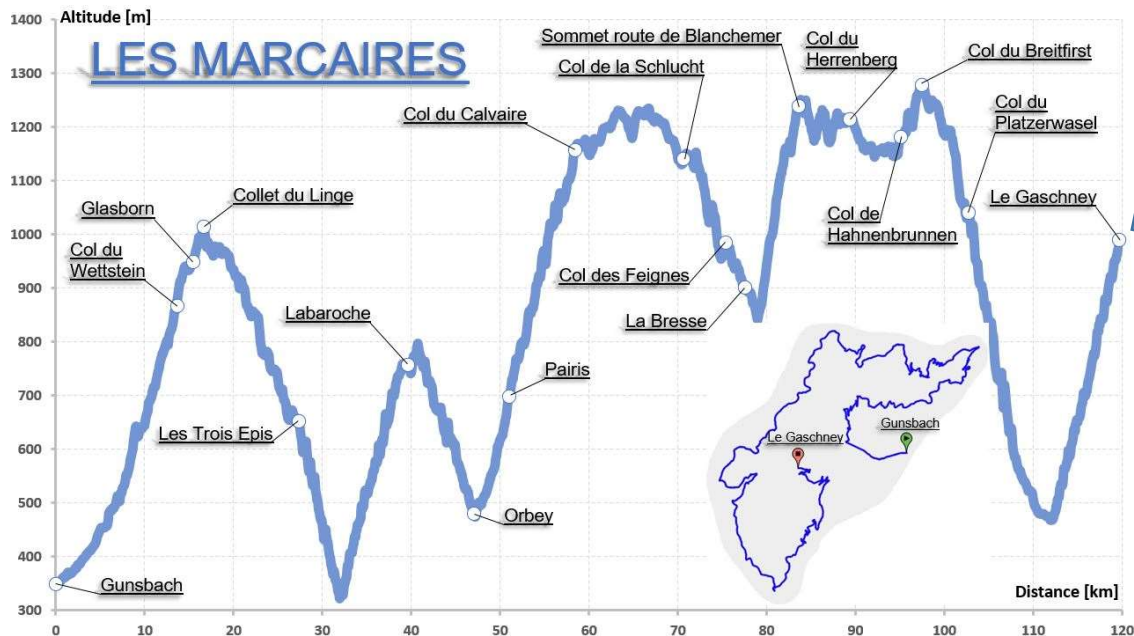 Altitude [m]
LES MARCAIRES
Sommet route de Blanchemer
Col du
Herrenberg
Col du Breitfirst
Col de la Schlucht
Col du
Platzerwasel
Col du Calvaire
Le Gaschney
Collet du Linge
Glasborn
Col du
Wettstein
Col de
Hahnenbrunnen
Col des Feignes
La Bresse
Labaroche
Pairis
Les Trois Epis
Orbey
Gunsbach
Gunsbach
Le Gaschney
Distance [km]
1400
1300
1200
1100
1000
900
800
700
600
500
400
300
0 10 20 30 40 50 60 70 80 90 100 110 120